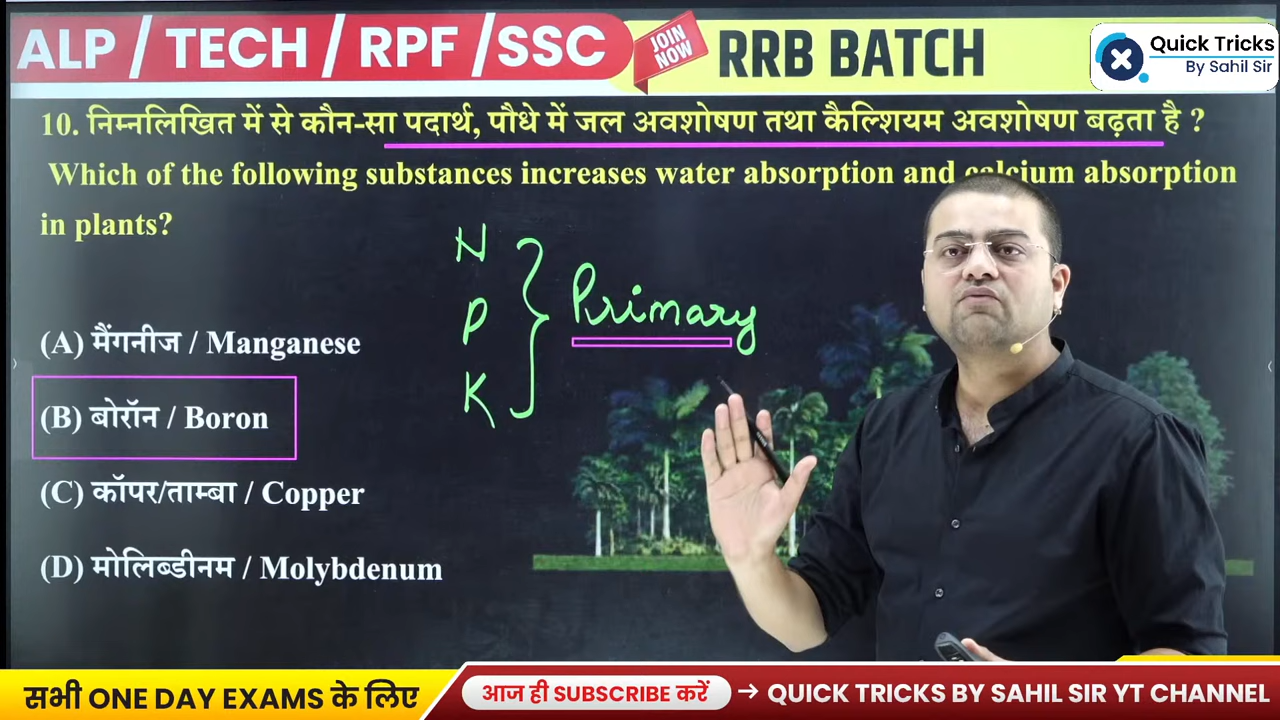 ALP / TECH / RPF / SSC
JOIN NOW
RRB BATCH
Quick Tricks
By Sahil Sir
10. निम्नलिखित में से कौन-सा पदार्थ, पौधे में जल अवशोषण तथा कैल्शियम अवशोषण बढ़ता है ?
Which of the following substances increases water absorption and calcium absorption
in plants?
N
P
K
Primary
(A) मैंगनीज / Manganese
(B) बोरॉन / Boron
(C) कॉपर/ताम्बा / Copper
(D) मोलिब्डीनम / Molybdenum
सभी ONE DAY EXAMS के लिए
आज ही SUBSCRIBE करें → QUICK TRICKS BY SAHIL SIR YT CHANNEL